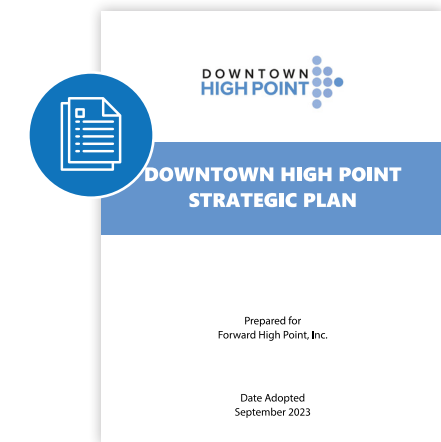 DOWNTOWN
HIGH POINT
DOWNTOWN HIGH POINT
STRATEGIC PLAN
Prepared for
Forward High Point, Inc.
Date Adopted
September 2023